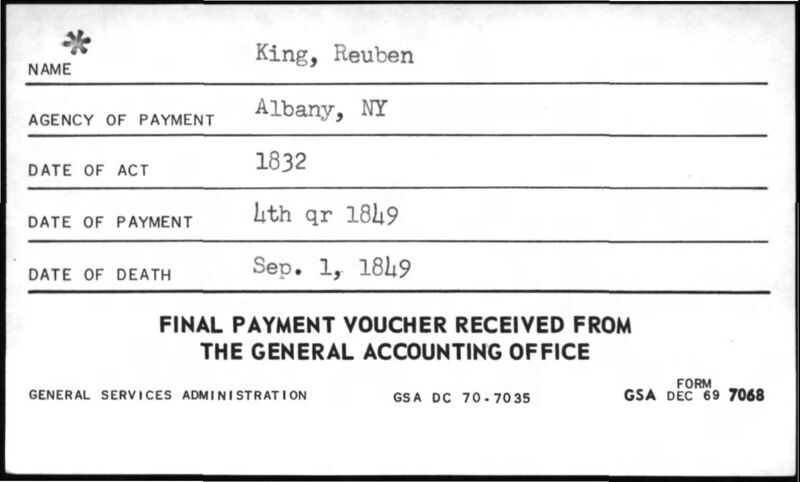 *
NAME King, Reuben
AGENCY OF PAYMENT Albany, NY
DATE OF ACT 1832
DATE OF PAYMENT 4th qr 1849
DATE OF DEATH Sep. 1, 1849
FINAL PAYMENT VOUCHER RECEIVED FROM
THE GENERAL ACCOUNTING OFFICE
GENERAL SERVICES ADMINISTRATION GSA DC 70-7035 GSA FORM DEC 69 7068